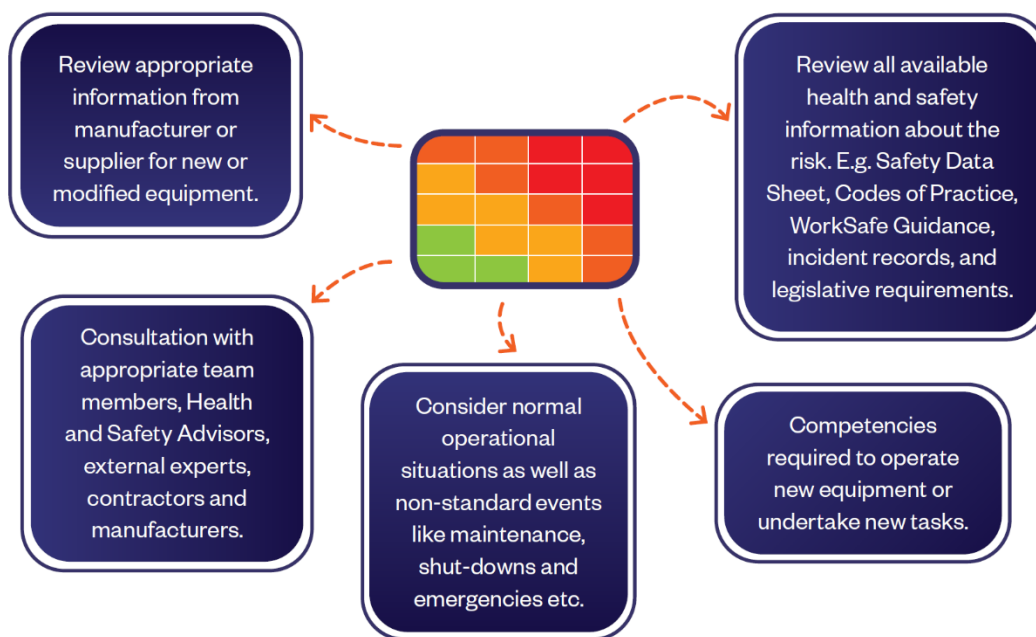 Review appropriate
information from
manufacturer or
supplier for new or
modified equipment.
Review all available
health and safety
information about the
risk. E.g. Safety Data
Sheet, Codes of Practice,
WorkSafe Guidance,
incident records, and
legislative requirements.
Consultation with
appropriate team
members, Health
and Safety Advisors,
external experts,
contractors and
manufacturers.
Consider normal
operational
situations as well as
non-standard events
like maintenance,
shut-downs and
emergencies etc.
Competencies
required to operate
new equipment or
undertake new tasks.